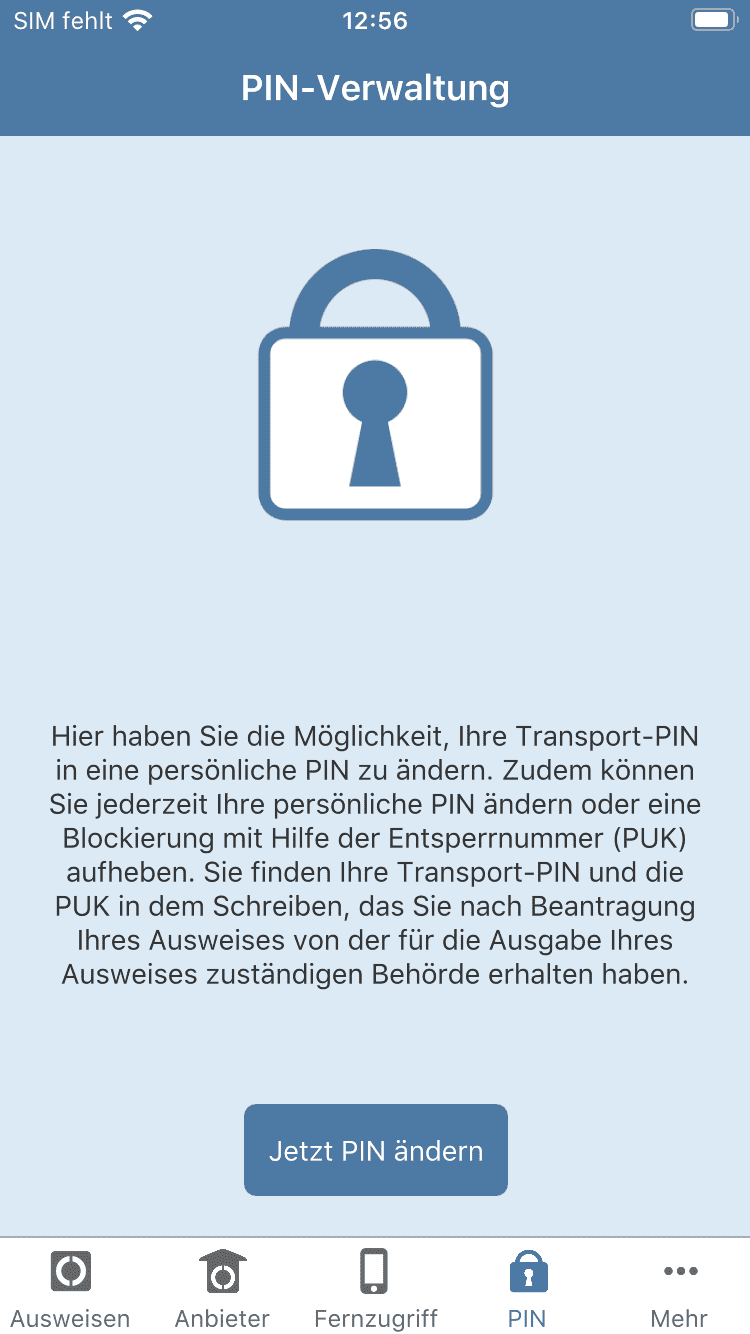 SIM fehlt 12:56
PIN-Verwaltung
Hier haben Sie die Möglichkeit, Ihre Transport-PIN
in eine persönliche PIN zu ändern. Zudem können
Sie jederzeit Ihre persönliche PIN ändern oder eine
Blockierung mit Hilfe der Entsperrnummer (PUK)
aufheben. Sie finden Ihre Transport-PIN und die
PUK in dem Schreiben, das Sie nach Beantragung
Ihres Ausweises von der für die Ausgabe Ihres
Ausweises zuständigen Behörde erhalten haben.
Jetzt PIN ändern
Ausweisen Anbieter Fernzugriff PIN Mehr